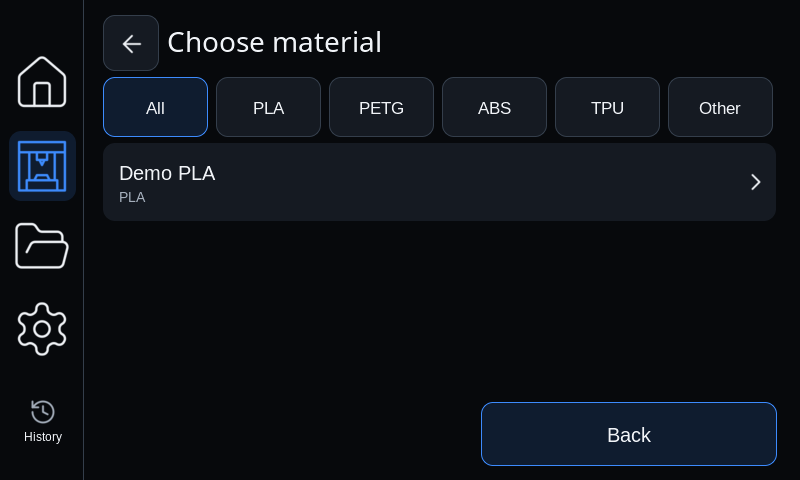 Choose material
All
PLA
PETG
ABS
TPU
Other
Demo PLA
PLA
History
Back